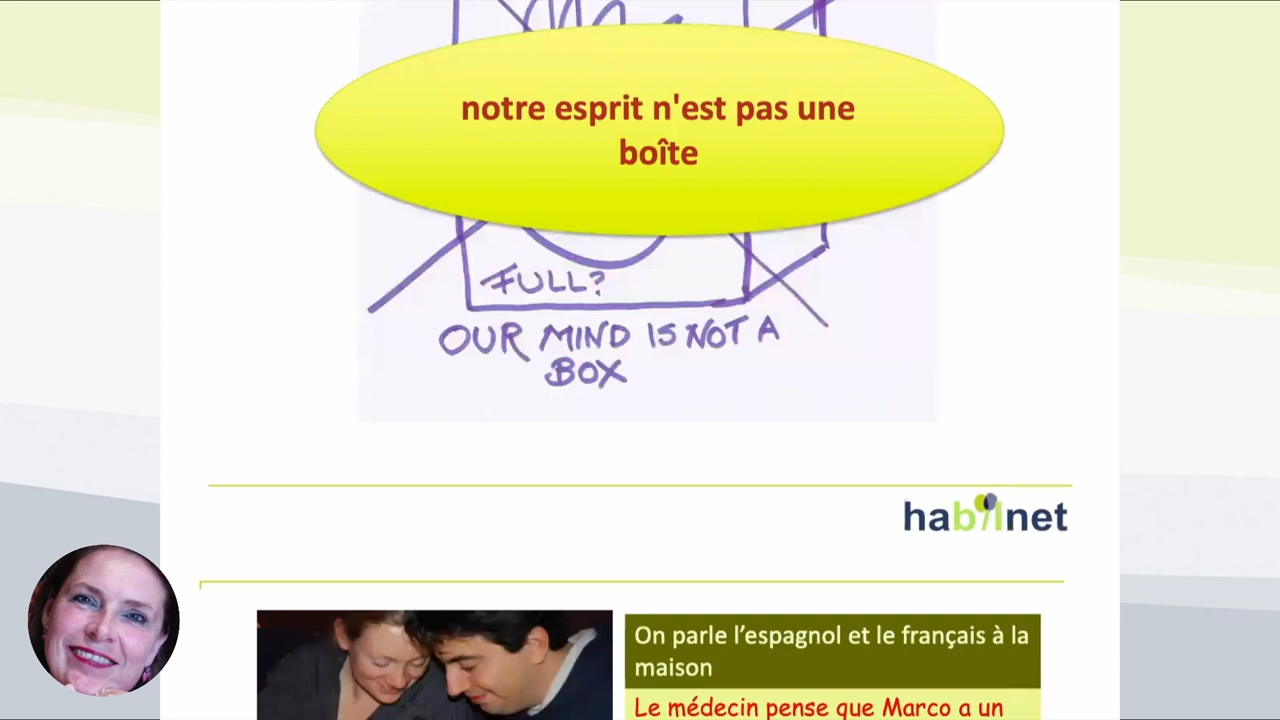 notre esprit n'est pas une
boîte
FULL?
OUR MIND IS NOT A
BOX
habilnet
On parle l’espagnol et le français à la
maison
Le médecin pense que Marco a un